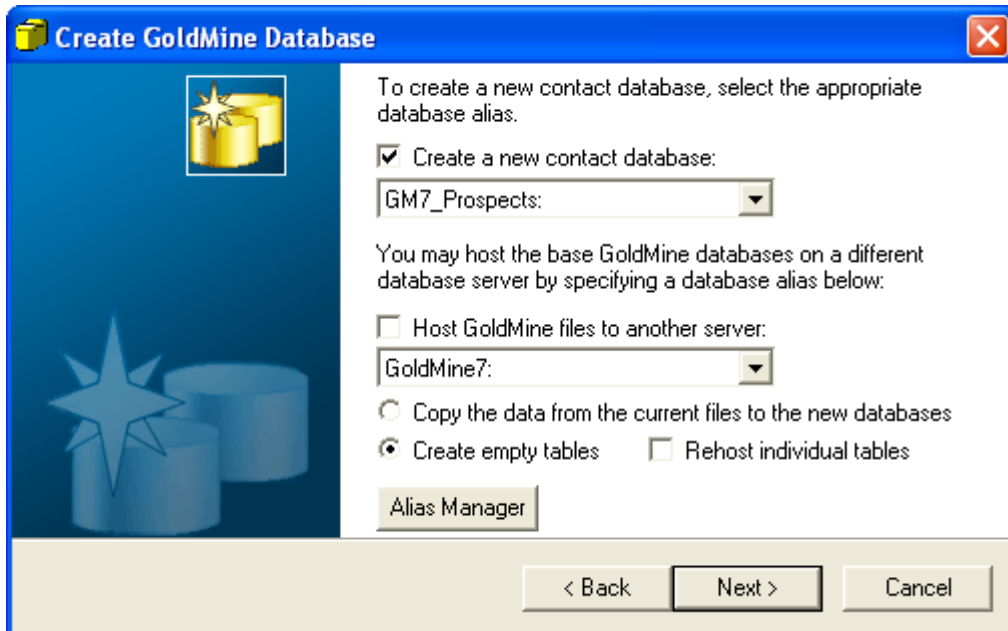 Create GoldMine Database
To create a new contact database, select the appropriate
database alias.
Create a new contact database:
GM7_Prospects:
You may host the base GoldMine databases on a different
database server by specifying a database alias below:
Host GoldMine files to another server:
GoldMine7:
Copy the data from the current files to the new databases
Create empty tables Rehost individual tables
Alias Manager
< Back Next > Cancel